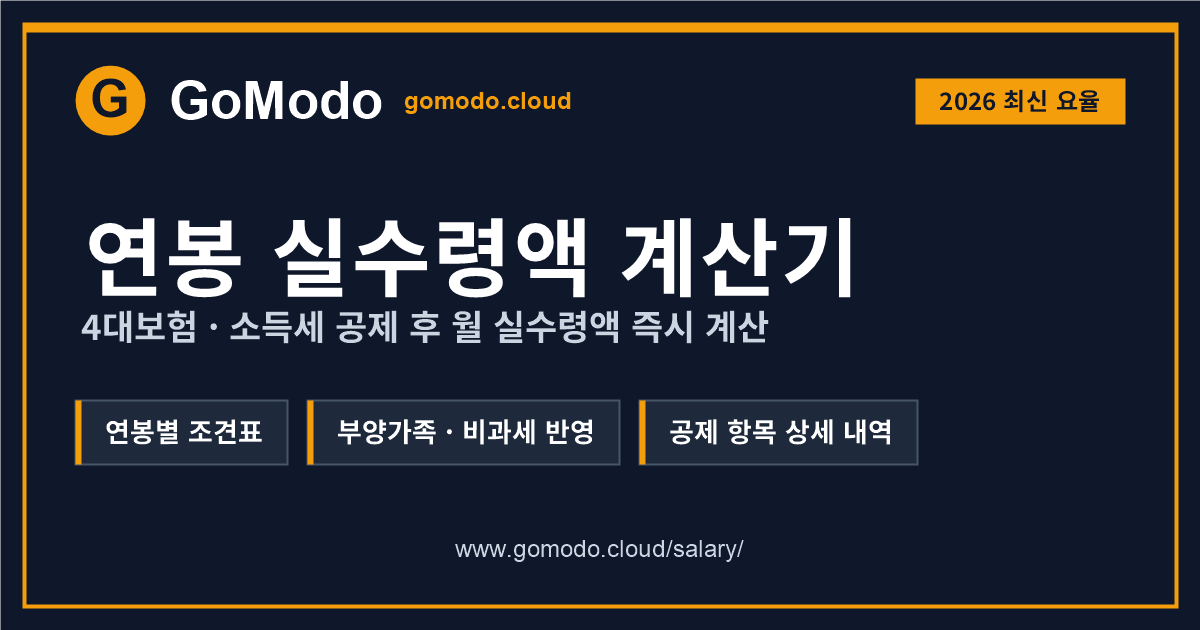 G GoModo gomodo.cloud 2026 최신 요율
연봉 실수령액 계산기
4대보험 · 소득세 공제 후 월 실수령액 즉시 계산
연봉별 조견표 부양가족 · 비과세 반영 공제 항목 상세 내역
www.gomodo.cloud/salary/